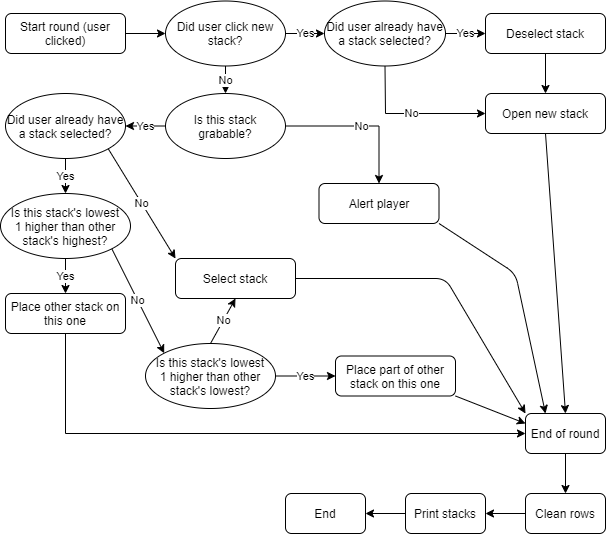 Start round (user
clicked)
Did user click new
stack?
Yes
Did user already have
a stack selected?
Yes
Deselect stack
No
No
Open new stack
Did user already have
a stack selected?
Yes
Is this stack
grabable?
No
Yes
No
Alert player
Is this stack's lowest
1 higher than other
stack's highest?
Yes
No
Select stack
Place other stack on
this one
No
Is this stack's lowest
1 higher than other
stack's lowest?
Yes
Place part of other
stack on this one
End of round
End
Print stacks
Clean rows